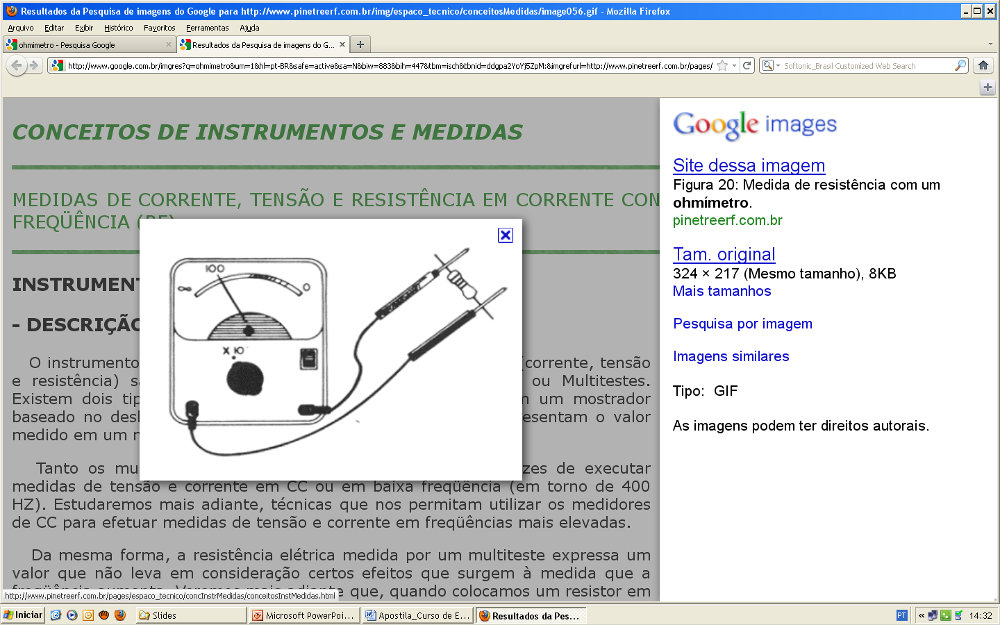 Resultados da Pesquisa de imagens do Google para http://www.pinetreerf.com.br/img/espaco_tecnico/conceitosMedidas/image056.gif - Mozilla Firefox
Arquivo Editar Exibir Histórico Favoritos Ferramentas Ajuda
ohmimetro - Pesquisa Google
Resultados da Pesquisa de imagens do G...
http://www.google.com.br/imgres?q=ohmimetro&um=1&hl=pt-BR&safe=active&sa=N&biw=883&bih=447&tbm=isch&tbnid=ddgpa2YoYj5ZpM:&imgrefurl=http://www.pinetreerf.com.br/pages/
Softonic_Brasil Customized Web Search
CONCEITOS DE INSTRUMENTOS E MEDIDAS
MEDIDAS DE CORRENTE, TENSÃO E RESISTÊNCIA EM CORRENTE CON
FREQÜÊNCIA
INSTRUMENT
- DESCRIÇÃO
O instrumento (corrente, tensão
e resistência) ou Multitestes.
Existem dois um mostrador
baseado no esentam o valor
medido em um
Tanto os zes de executar
medidas de tensão e corrente em CC ou em baixa freqüência (em torno de 400
HZ). Estudaremos mais adiante, técnicas que nos permitam utilizar os medidores
de CC para efetuar medidas de tensão e corrente em freqüências mais elevadas.
Da mesma forma, a resistência elétrica medida por um multiteste expressa um
valor que não leva em consideração certos efeitos que surgem à medida que a
freqüência aumenta. Veremos mais adiante que, quando colocamos um resistor em
∞ 100 0
X 10
Google images
Site dessa imagem
Figura 20: Medida de resistência com um
ohmímetro.
pinetreerf.com.br
Tam. original
324 × 217 (Mesmo tamanho), 8KB
Mais tamanhos
Pesquisa por imagem
Imagens similares
Tipo: GIF
As imagens podem ter direitos autorais.
http://www.pinetreerf.com.br/pages/espaco_tecnico/concInstrMedidas/conceitosInstMedidas.html
Iniciar
Slides
Microsoft PowerPoi...
Apostila_Curso de E...
Resultados da Pes...
PT
14:32